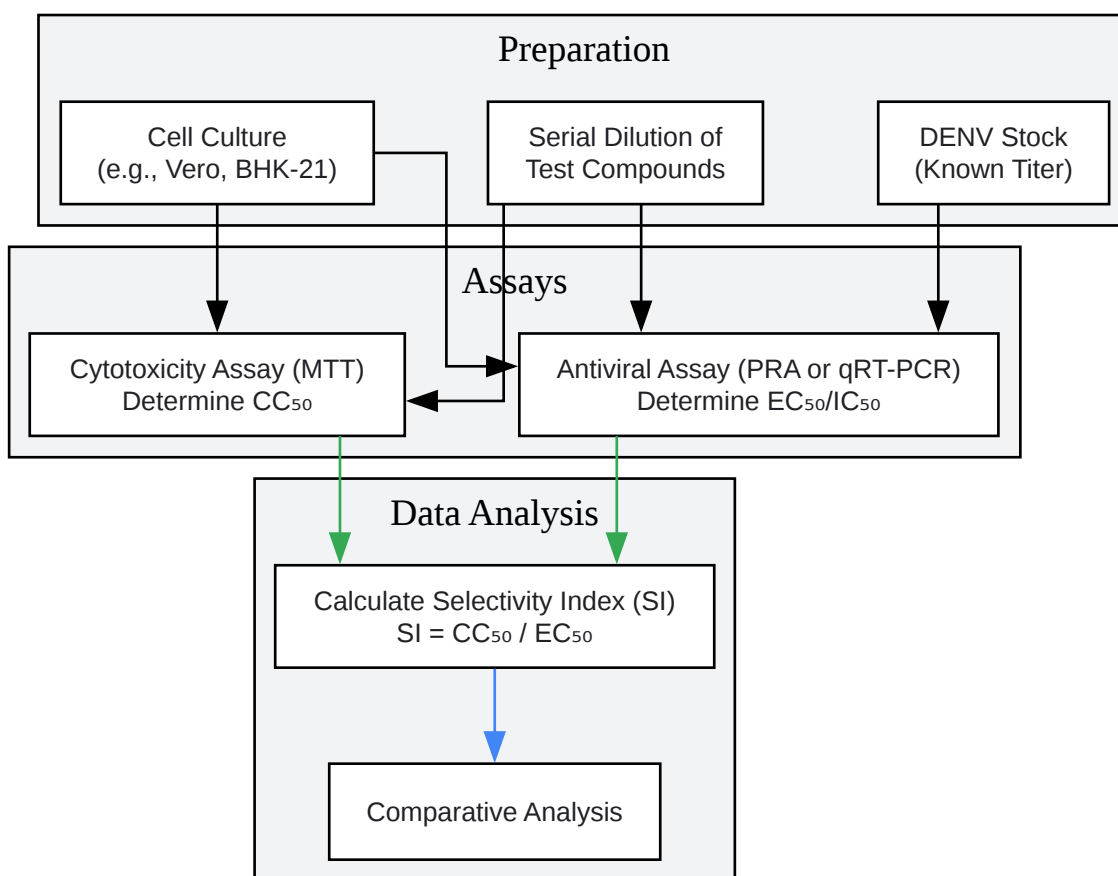 Preparation
Cell Culture
(e.g., Vero, BHK-21)
Serial Dilution of
Test Compounds
DENV Stock
(Known Titer)
Assays
Cytotoxicity Assay (MTT)
Determine CC₅₀
Antiviral Assay (PRA or qRT-PCR)
Determine EC₅₀/IC₅₀
Data Analysis
Calculate Selectivity Index (SI)
SI = CC₅₀ / EC₅₀
Comparative Analysis